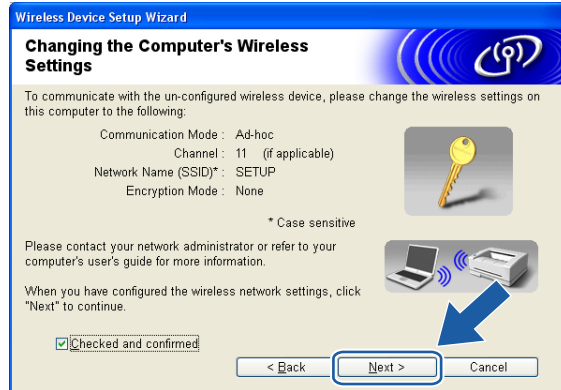 Wireless Device Setup Wizard
Changing the Computer's Wireless
Settings
To communicate with the un-configured wireless device, please change the wireless settings on
this computer to the following:
Communication Mode : Ad-hoc
Channel : 11 (if applicable)
Network Name (SSID)* : SETUP
Encryption Mode : None
* Case sensitive
Please contact your network administrator or refer to your
computer's user's guide for more information.
When you have configured the wireless network settings, click
"Next" to continue.
Checked and confirmed
< Back Next > Cancel